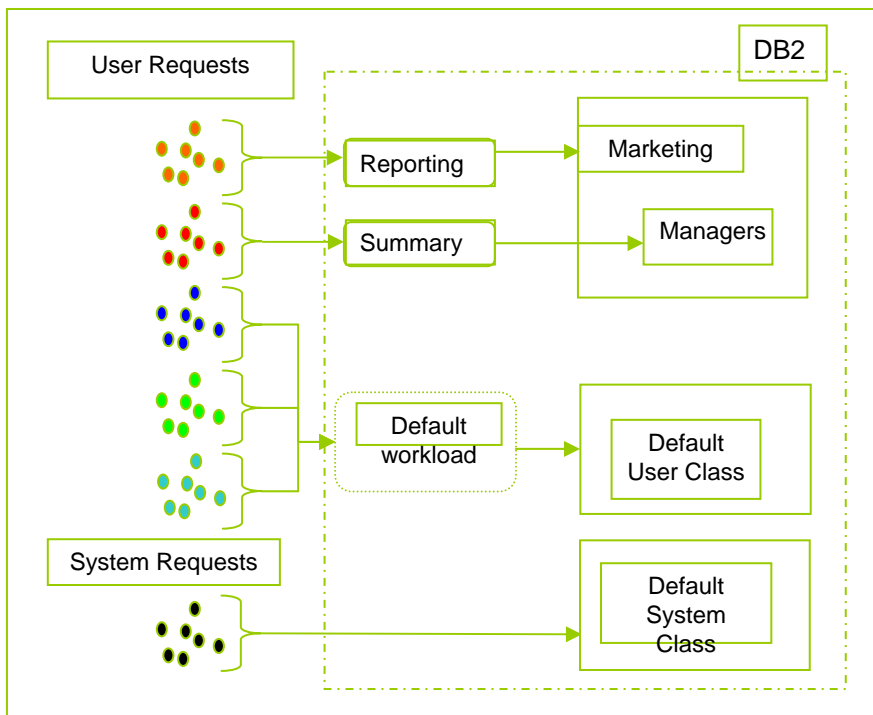 User Requests
DB2
Reporting
Marketing
Summary
Managers
Default
workload
Default
User Class
System Requests
Default
System
Class